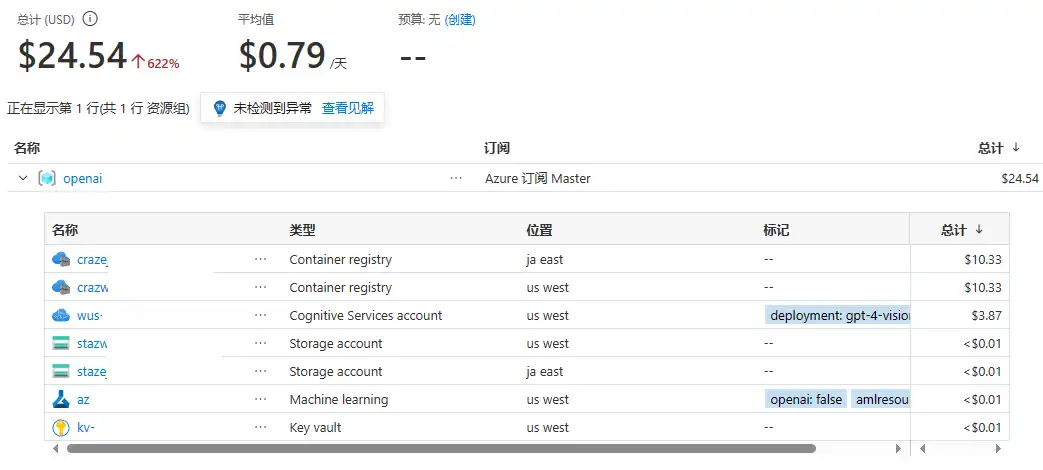 总计 (USD) 平均值 预算: 无 (创建)
$24.54 ↑ 622% $0.79 /天 --
正在显示第 1 行(共 1 行 资源组) 未检测到异常 查看见解
名称 订阅 总计 ↓
openai ... Azure 订阅 Master $24.54
名称 类型 位置 标记 总计 ↓
craze ... Container registry ja east -- $10.33
crazw ... Container registry us west -- $10.33
wus- ... Cognitive Services account us west deployment: gpt-4-vision $3.87
stazw ... Storage account us west -- <$0.01
staze ... Storage account ja east -- <$0.01
az ... Machine learning us west openai: false amlresou <$0.01
kv- ... Key vault us west <$0.01